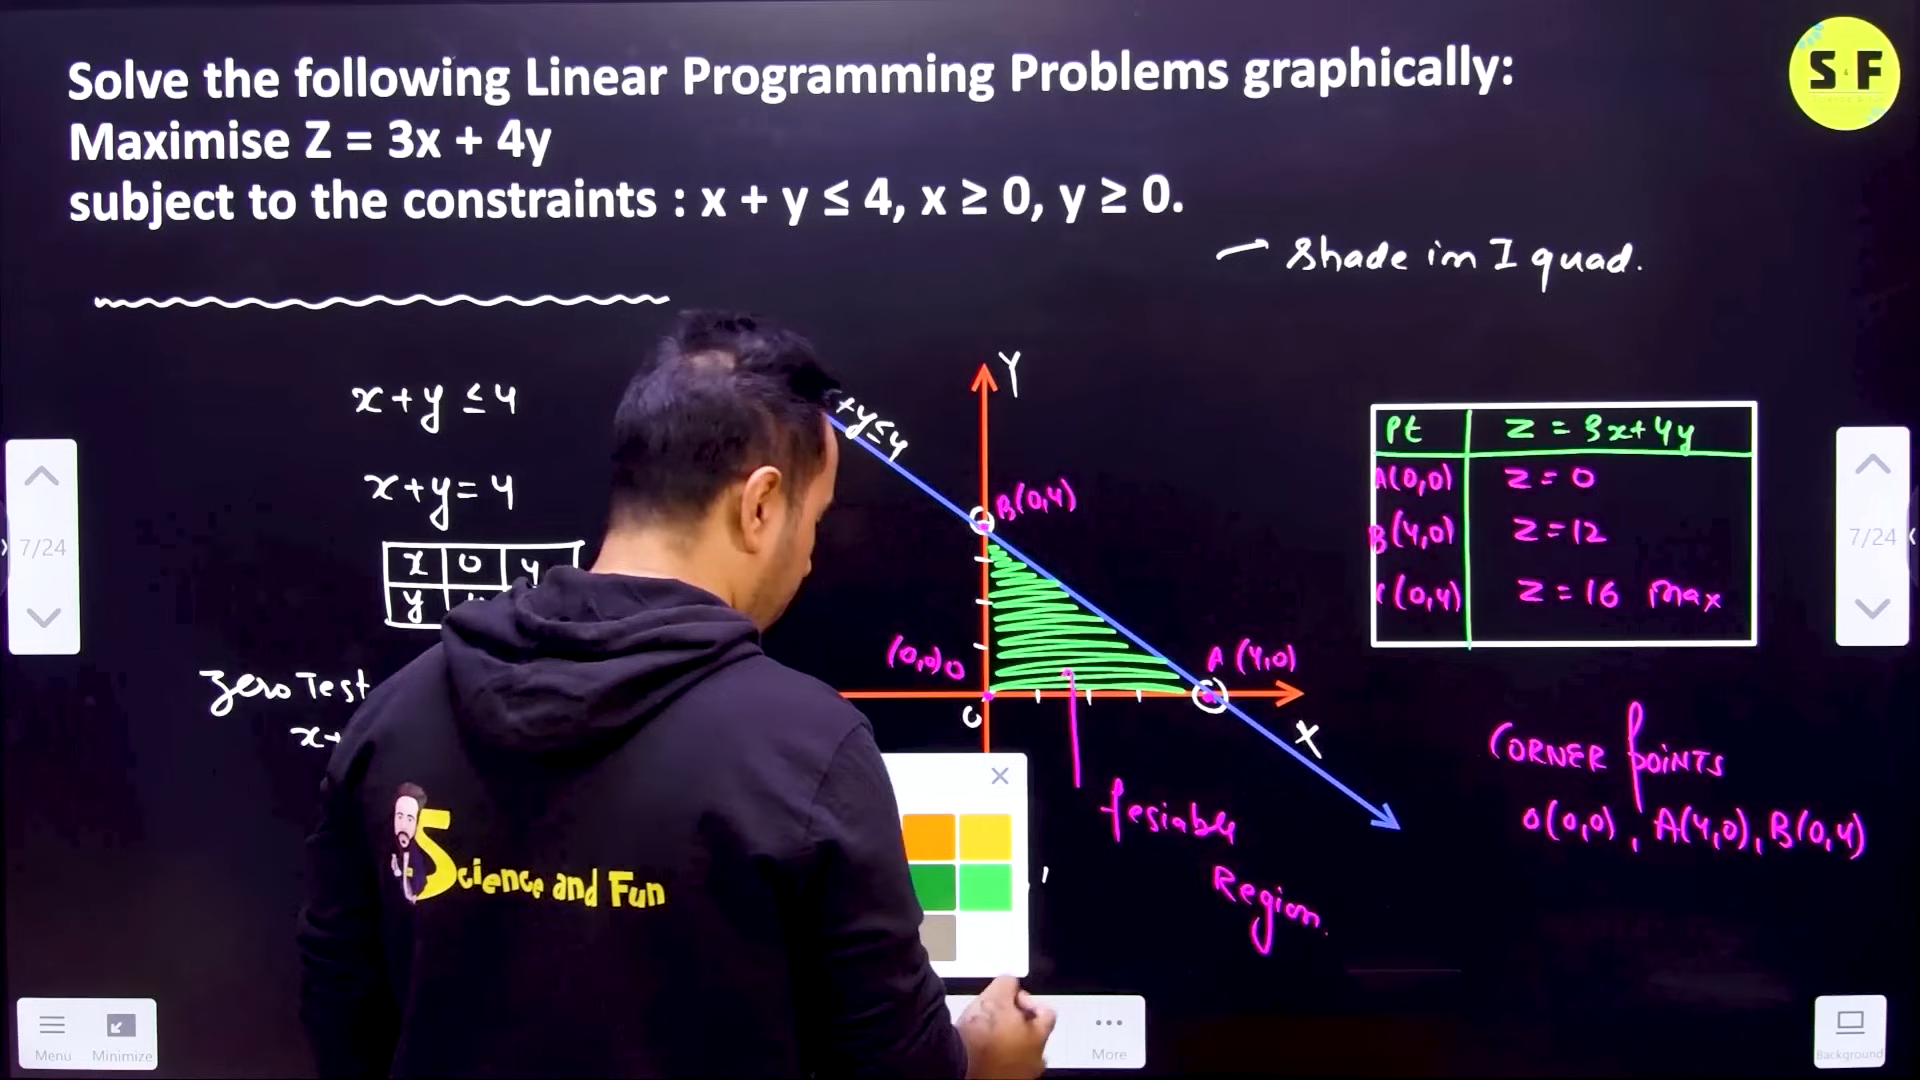 Solve the following Linear Programming Problems graphically:
Maximise Z = 3x + 4y
subject to the constraints : x + y ≤ 4, x ≥ 0, y ≥ 0.
S F
Shade in I quad.
x+y ≤ 4
x+y = 4
x 0 4
y
Zero Test
x+
+y≤4
Y
B(0,4)
(0,0) O
O
A (4,0)
X
fesiable
Region.
Pt Z = 3x+4y
A(0,0) Z = 0
B(4,0) Z = 12
(0,4) Z = 16 Max
CORNER POINTS
O(0,0), A(4,0), B(0,4)
7/24
7/24
Science and Fun
Menu
Minimize
More
Background